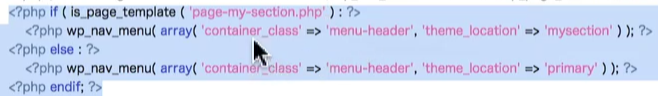 <?php if ( is_page_template ( 'page-my-section.php' ) : ?>
<?php wp_nav_menu( array( 'container_class' => 'menu-header', 'theme_location' => 'mysection' ) ); ?>
<?php else : ?>
<?php wp_nav_menu( array( 'container_class' => 'menu-header', 'theme_location' => 'primary' ) ); ?>
<?php endif; ?>